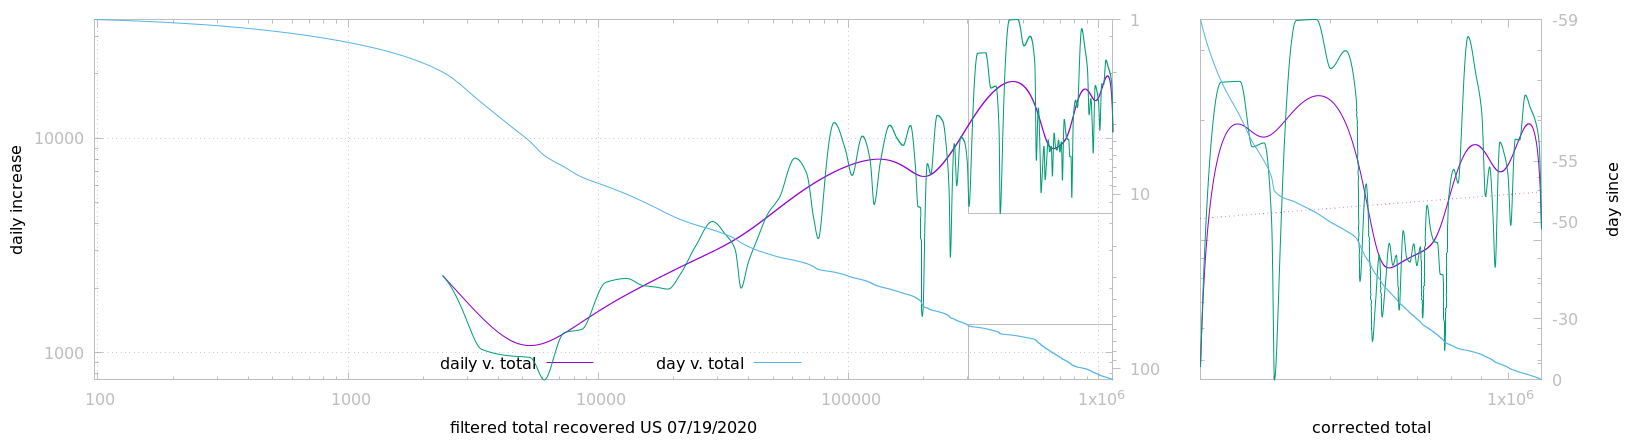 daily increase
10000
1000
100
1000
10000
100000
1x10^6
1
10
100
daily v. total
day v. total
filtered total recovered US 07/19/2020
-59
-55
-50
-30
0
day since
1x10^6
corrected total